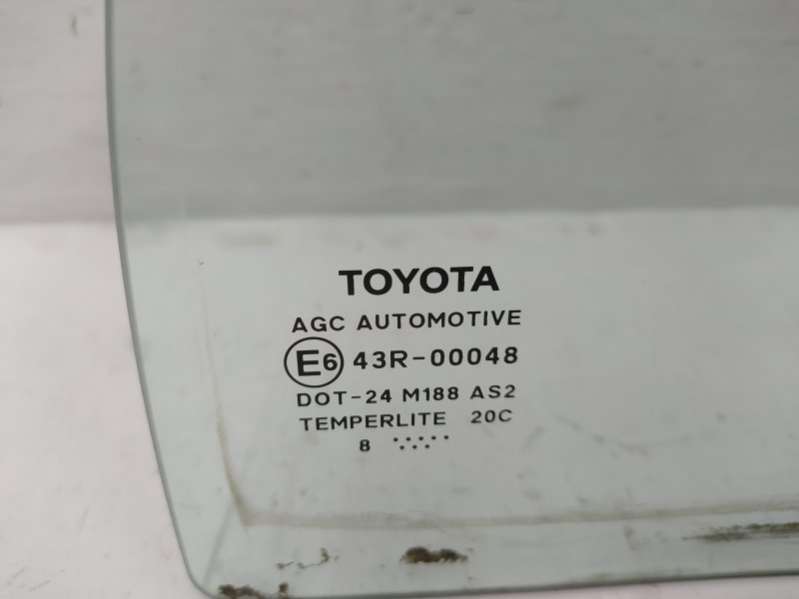 TOYOTA
AGC AUTOMOTIVE
E6 43R-00048
DOT-24 M188 AS2
TEMPERLITE 20C
8